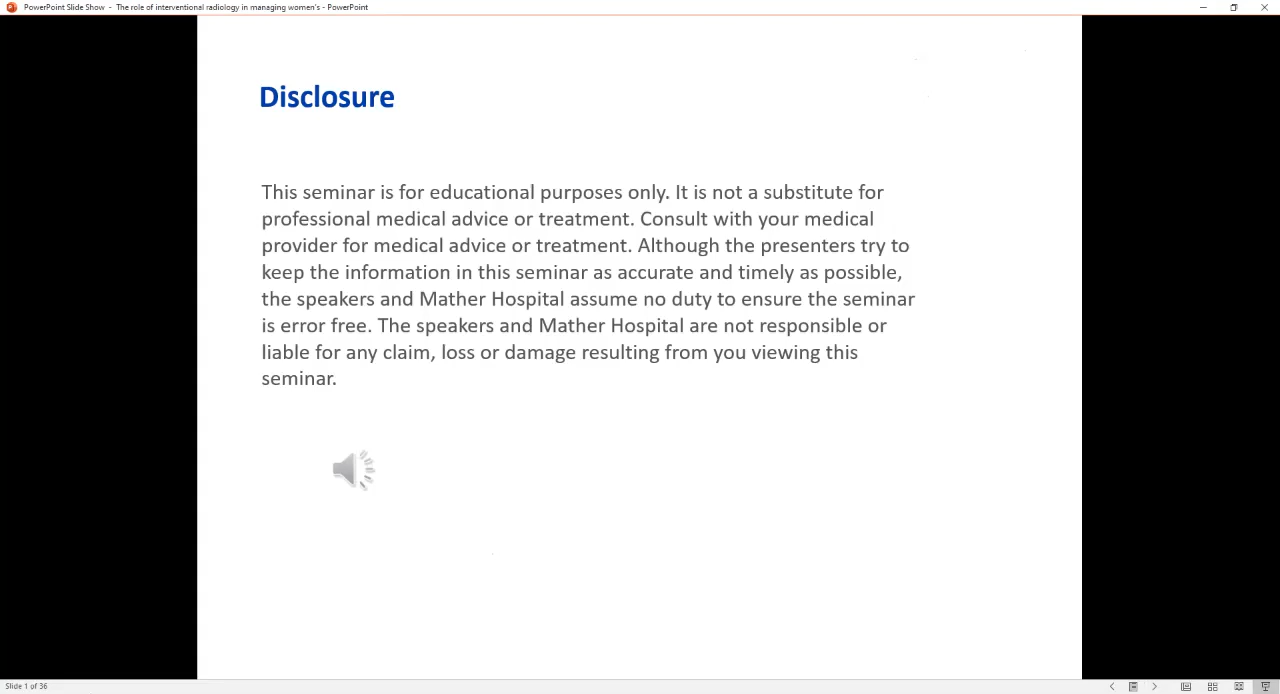 PowerPoint Slide Show - The role of interventional radiology in managing women's - PowerPoint
Disclosure
This seminar is for educational purposes only. It is not a substitute for
professional medical advice or treatment. Consult with your medical
provider for medical advice or treatment. Although the presenters try to
keep the information in this seminar as accurate and timely as possible,
the speakers and Mather Hospital assume no duty to ensure the seminar
is error free. The speakers and Mather Hospital are not responsible or
liable for any claim, loss or damage resulting from you viewing this
seminar.
Slide 1 of 36